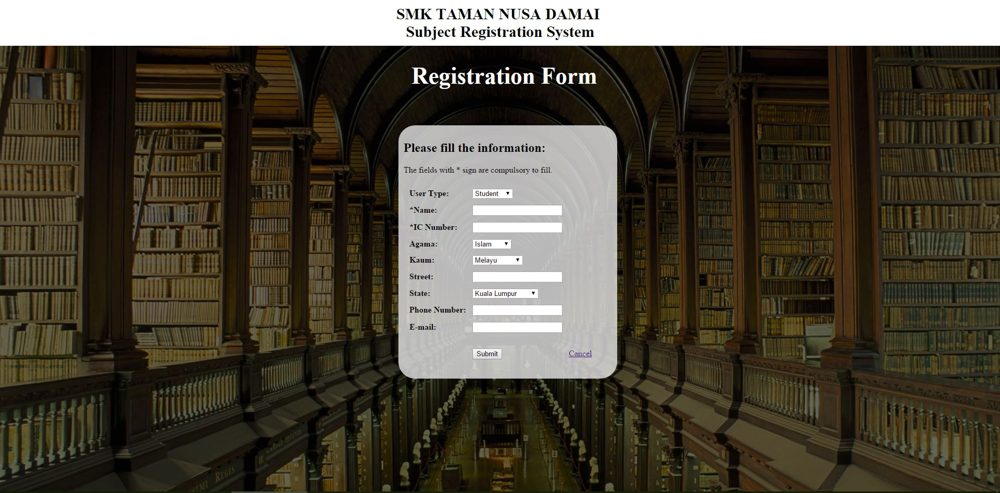 SMK TAMAN NUSA DAMAI
Subject Registration System
Registration Form
Please fill the information:
The fields with * sign are compulsory to fill.
User Type: Student
*Name:
*IC Number:
Agama: Islam
Kaum: Melayu
Street:
State: Kuala Lumpur
Phone Number:
E-mail:
Submit Cancel
REGIS